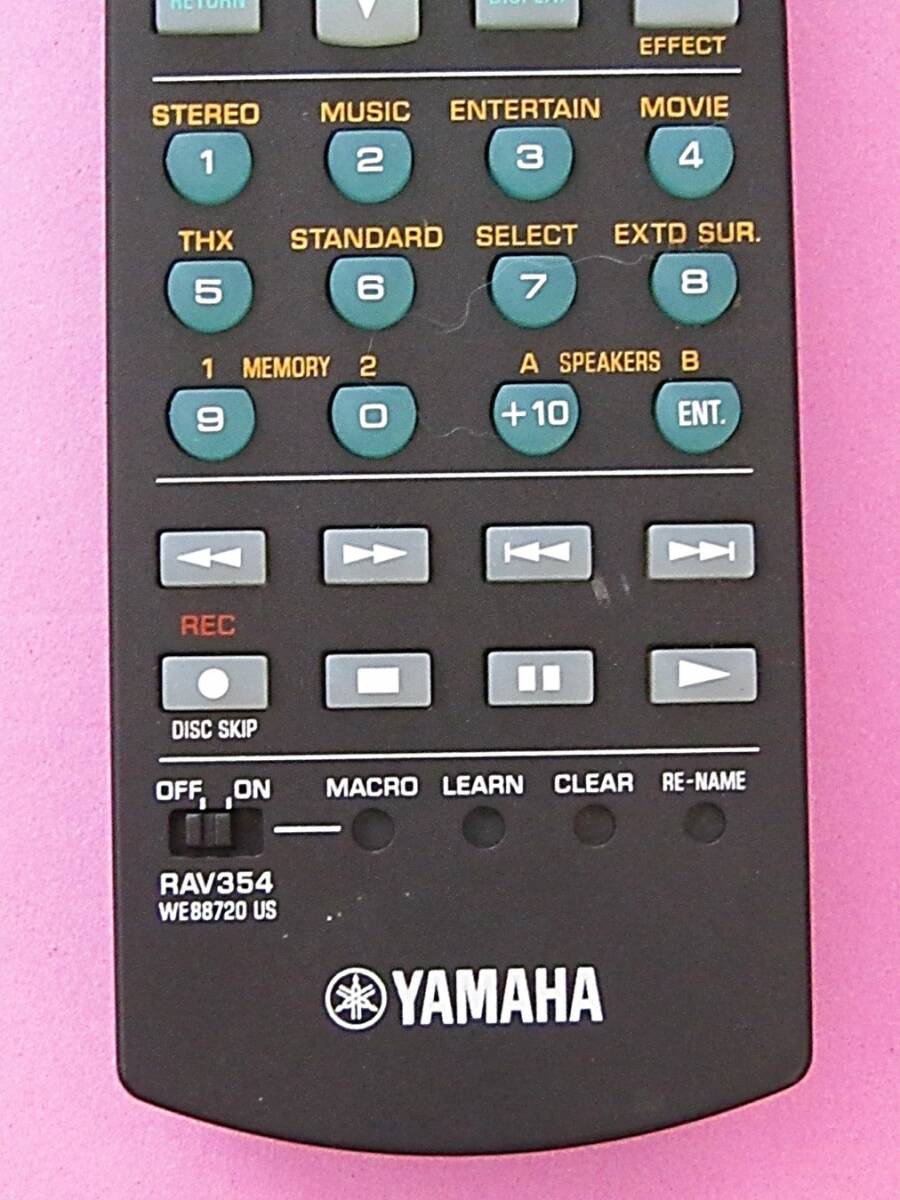 RETURN DISPLAY
EFFECT
STEREO MUSIC ENTERTAIN MOVIE
1 2 3 4
THX STANDARD SELECT EXTD SUR.
5 6 7 8
1 MEMORY 2 A SPEAKERS B
9 0 +10 ENT.
REC
DISC SKIP
OFF ON MACRO LEARN CLEAR RE-NAME
RAV354
WE88720 US
YAMAHA